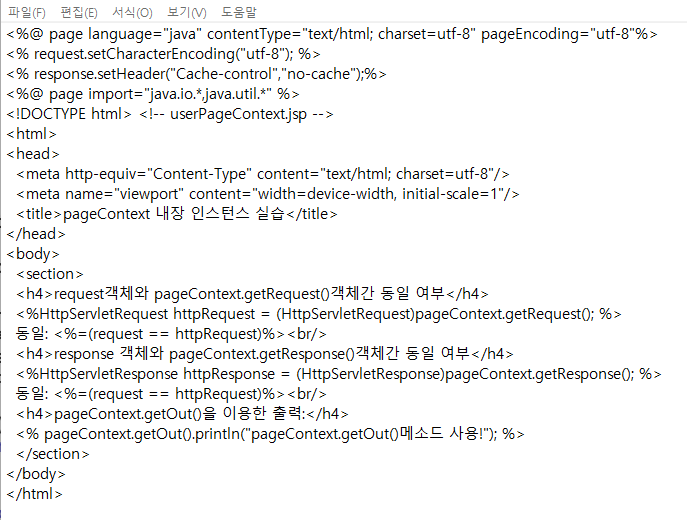 파일(F) 편집(E) 서식(O) 보기(V) 도움말
<%@ page language="java" contentType="text/html; charset=utf-8" pageEncoding="utf-8"%>
<% request.setCharacterEncoding("utf-8"); %>
<% response.setHeader("Cache-control","no-cache");%>
<%@ page import="java.io.*,java.util.*" %>
<!DOCTYPE html> <!-- userPageContext.jsp -->
<html>
<head>
<meta http-equiv="Content-Type" content="text/html; charset=utf-8"/>
<meta name="viewport" content="width=device-width, initial-scale=1"/>
<title>pageContext 내장 인스턴스 실습</title>
</head>
<body>
<section>
<h4>request객체와 pageContext.getRequest()객체간 동일 여부</h4>
<%HttpServletRequest httpRequest = (HttpServletRequest)pageContext.getRequest(); %>
동일: <%=(request == httpRequest)%><br/>
<h4>response 객체와 pageContext.getResponse()객체간 동일 여부</h4>
<%HttpServletResponse httpResponse = (HttpServletResponse)pageContext.getResponse(); %>
동일: <%=(request == httpRequest)%><br/>
<h4>pageContext.getOut()을 이용한 출력:</h4>
<% pageContext.getOut().println("pageContext.getOut()메소드 사용!"); %>
</section>
</body>
</html>